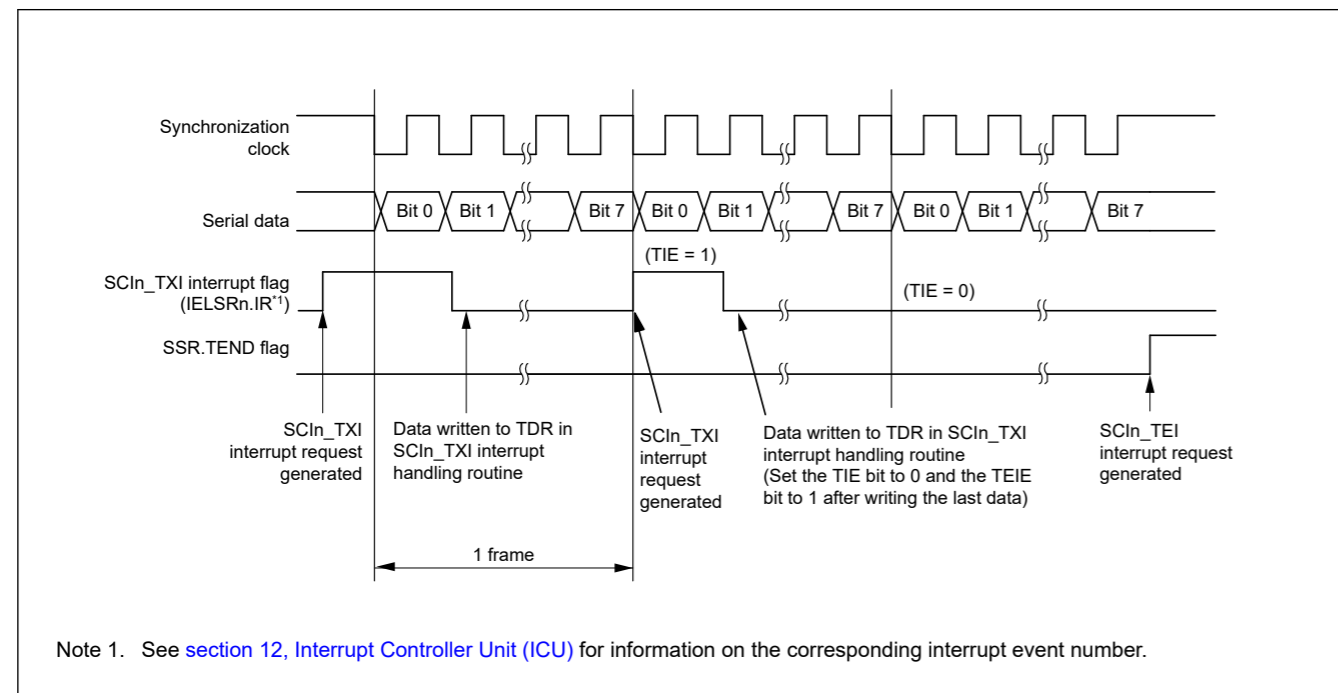 Synchronization
clock
Serial data
Bit 0 Bit 1 Bit 7 Bit 0 Bit 1 Bit 7 Bit 0 Bit 1 Bit 7
(TIE = 1)
SCIn_TXI interrupt flag
(IELSRn.IR*1)
(TIE = 0)
SSR.TEND flag
SCIn_TXI
interrupt request
generated
Data written to TDR in
SCIn_TXI interrupt
handling routine
SCIn_TXI
interrupt
request
generated
Data written to TDR in SCIn_TXI
interrupt handling routine
(Set the TIE bit to 0 and the TEIE
bit to 1 after writing the last data)
SCIn_TEI
interrupt request
generated
1 frame
Note 1. See section 12, Interrupt Controller Unit (ICU) for information on the corresponding interrupt event number.